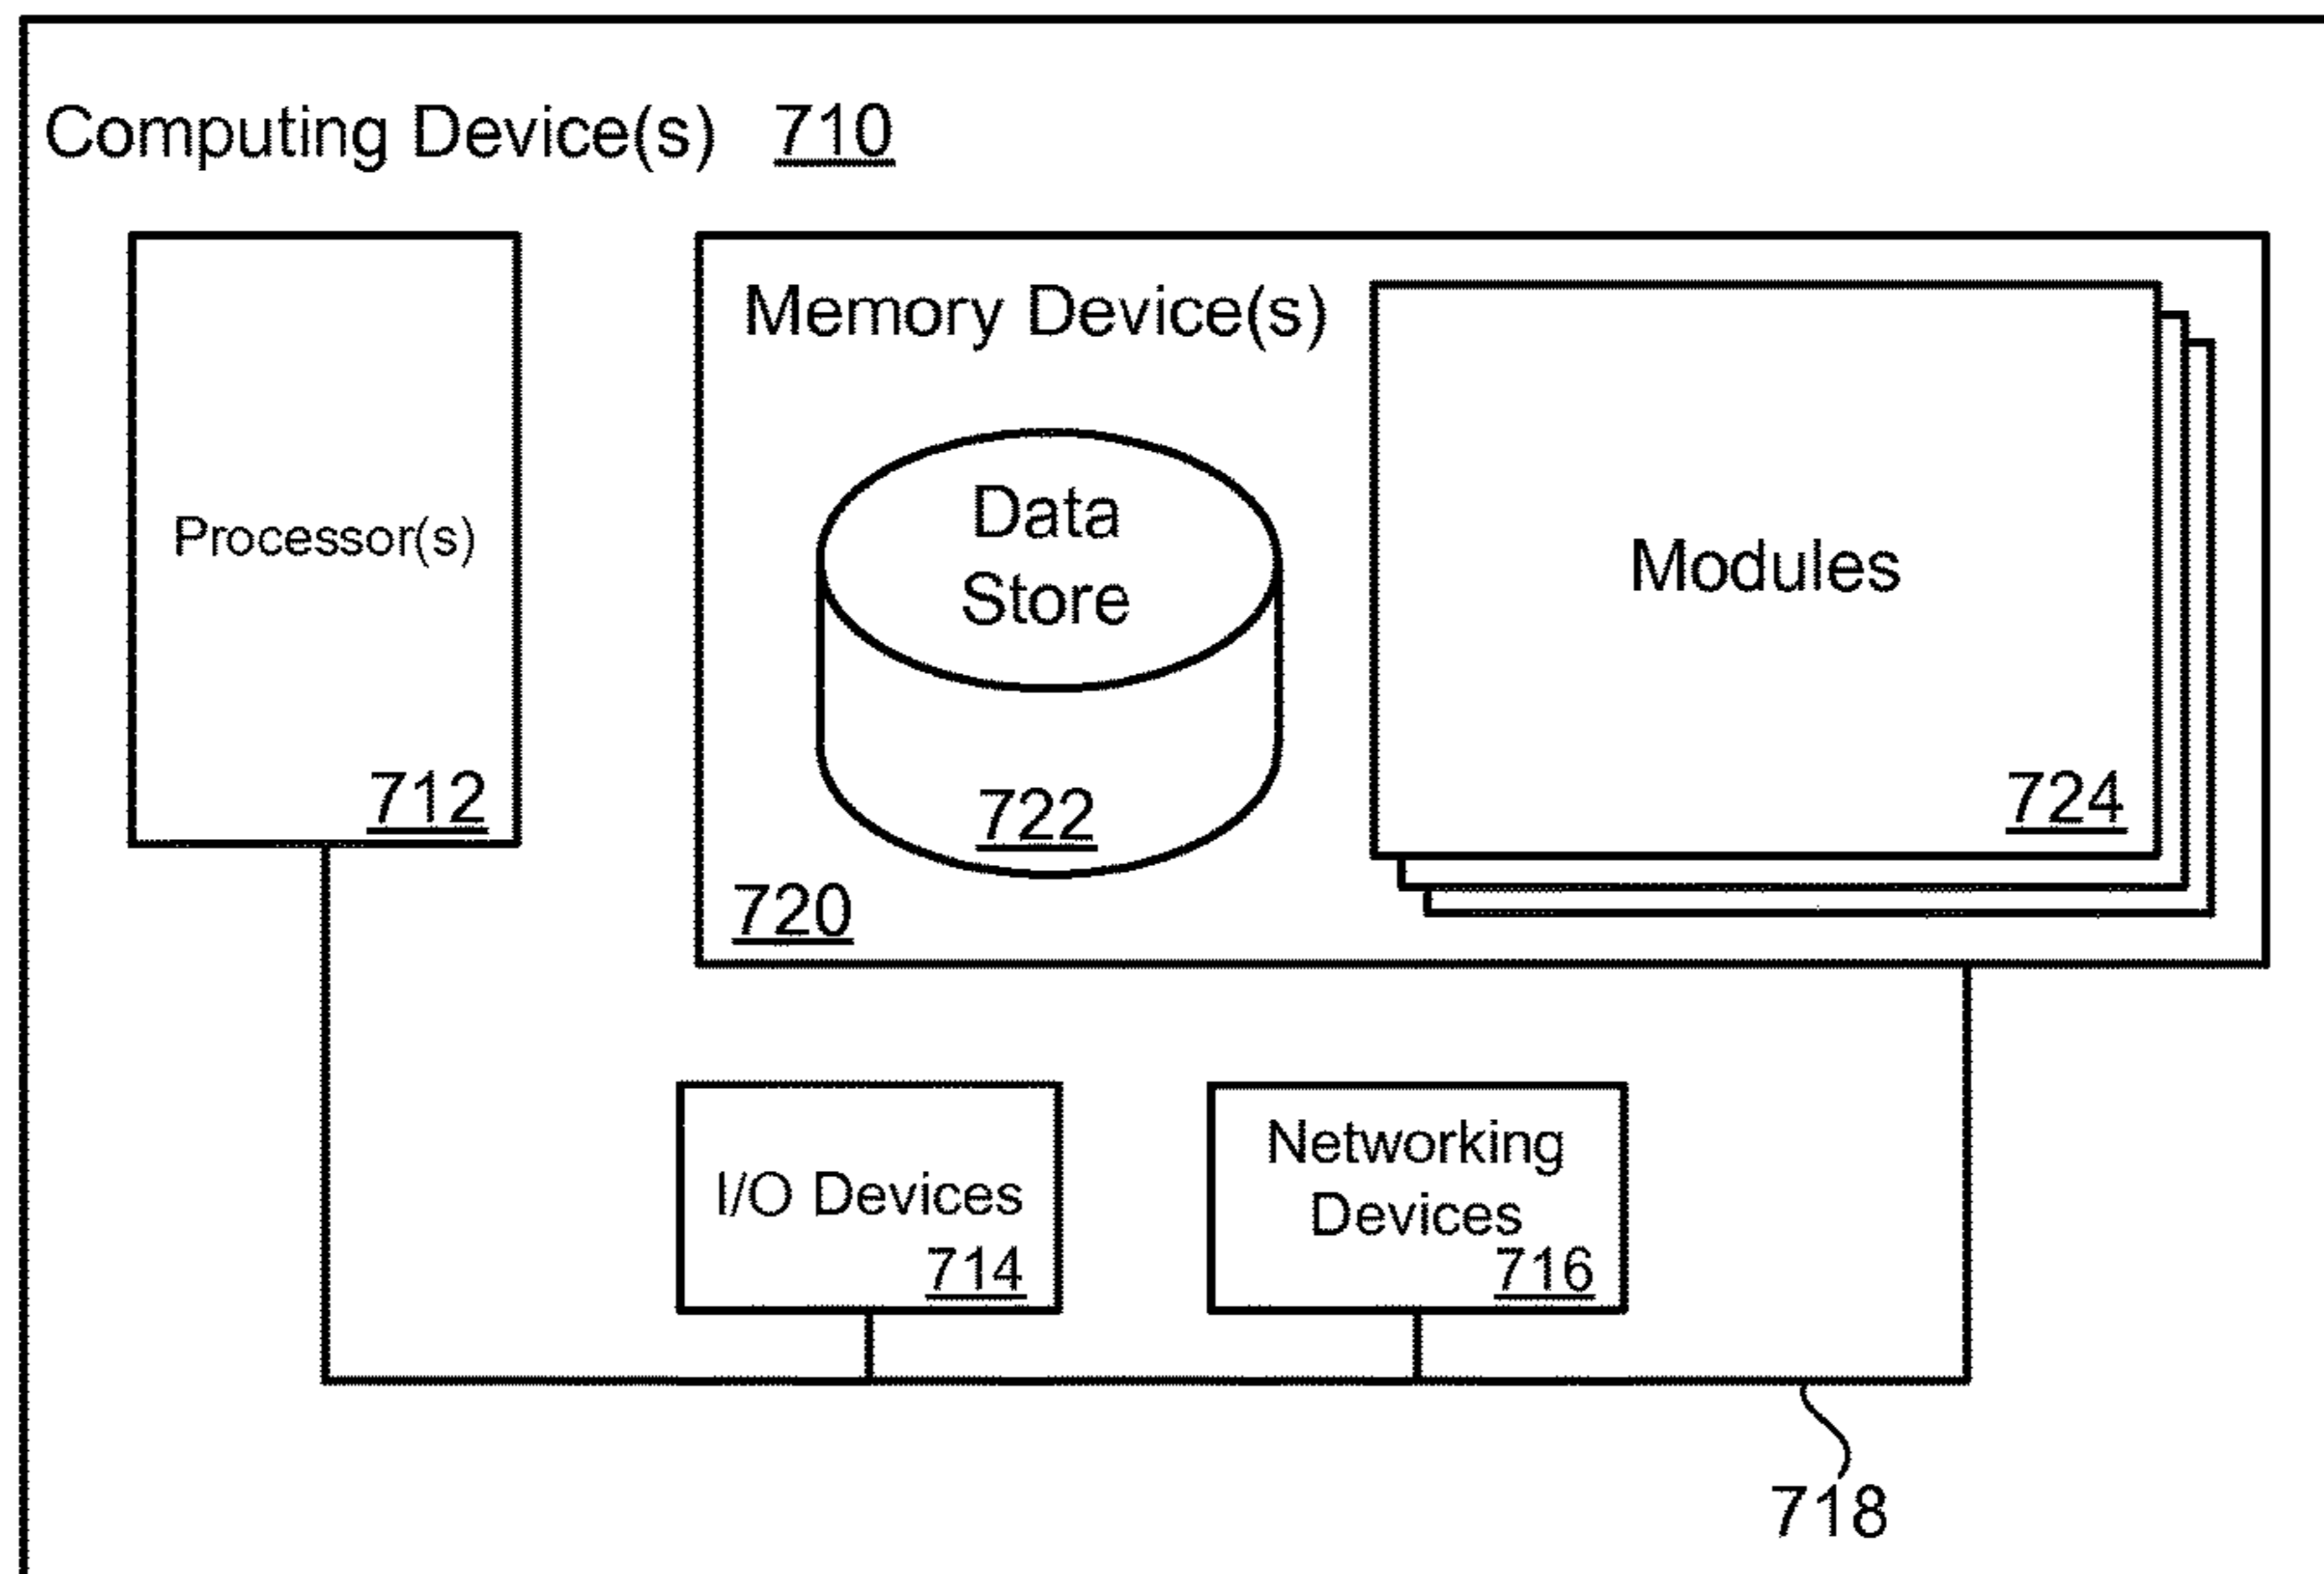 Computing Device(s) 710
Processor(s)
712
Memory Device(s)
Data
Store
722
720
Modules
724
I/O Devices
714
Networking
Devices
716
718